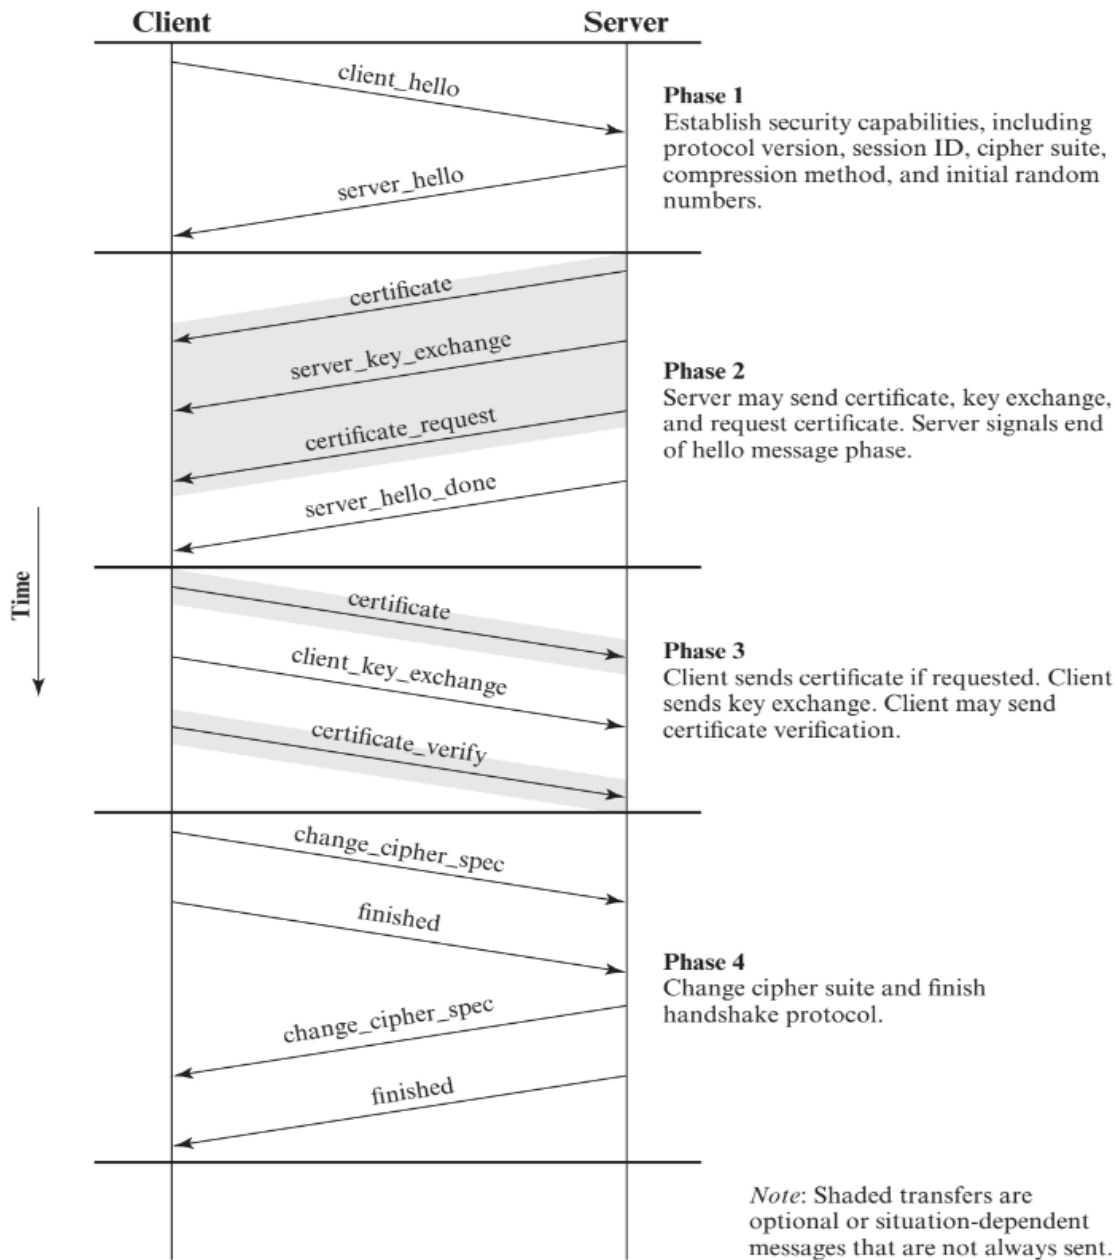 Client
Server
client_hello
server_hello
Phase 1
Establish security capabilities, including
protocol version, session ID, cipher suite,
compression method, and initial random
numbers.
certificate
server_key_exchange
certificate_request
server_hello_done
Phase 2
Server may send certificate, key exchange,
and request certificate. Server signals end
of hello message phase.
Time
certificate
client_key_exchange
certificate_verify
Phase 3
Client sends certificate if requested. Client
sends key exchange. Client may send
certificate verification.
change_cipher_spec
finished
change_cipher_spec
finished
Phase 4
Change cipher suite and finish
handshake protocol.
Note: Shaded transfers are
optional or situation-dependent
messages that are not always sent.